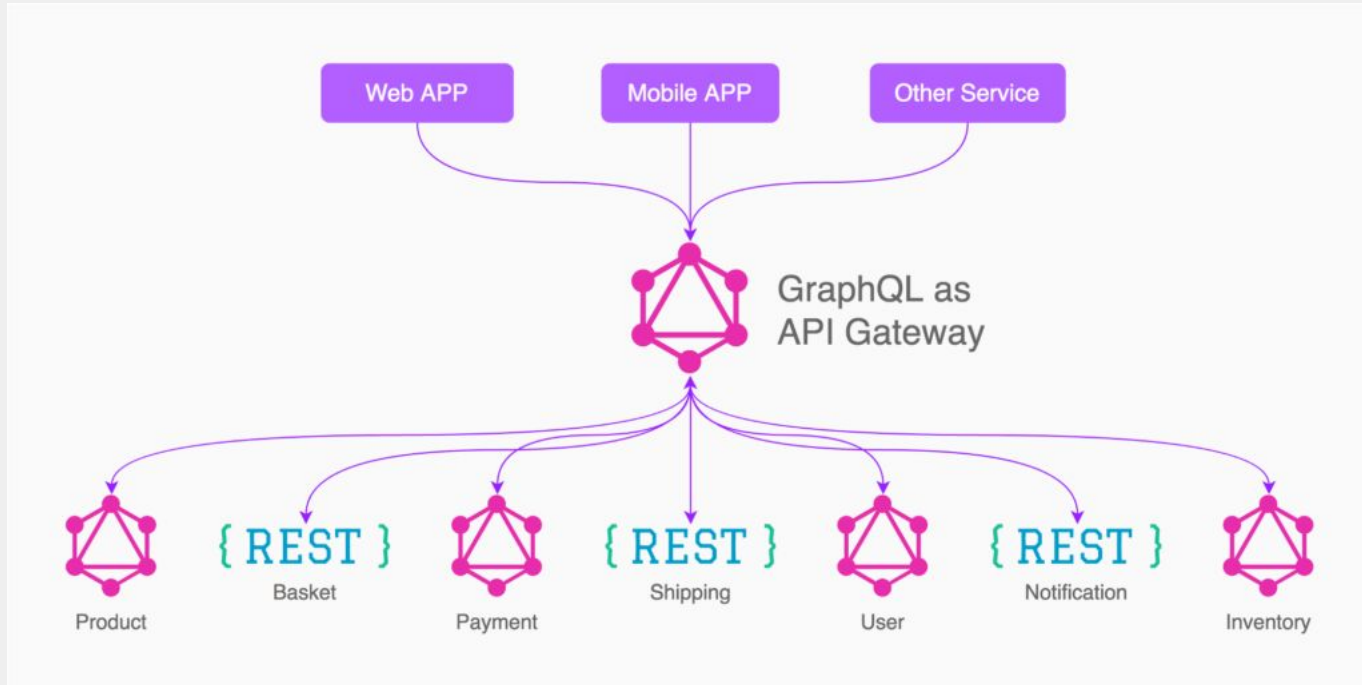 Web APP
Mobile APP
Other Service
GraphQL as
API Gateway
{ REST }
{ REST }
{ REST }
Product
Basket
Payment
Shipping
User
Notification
Inventory